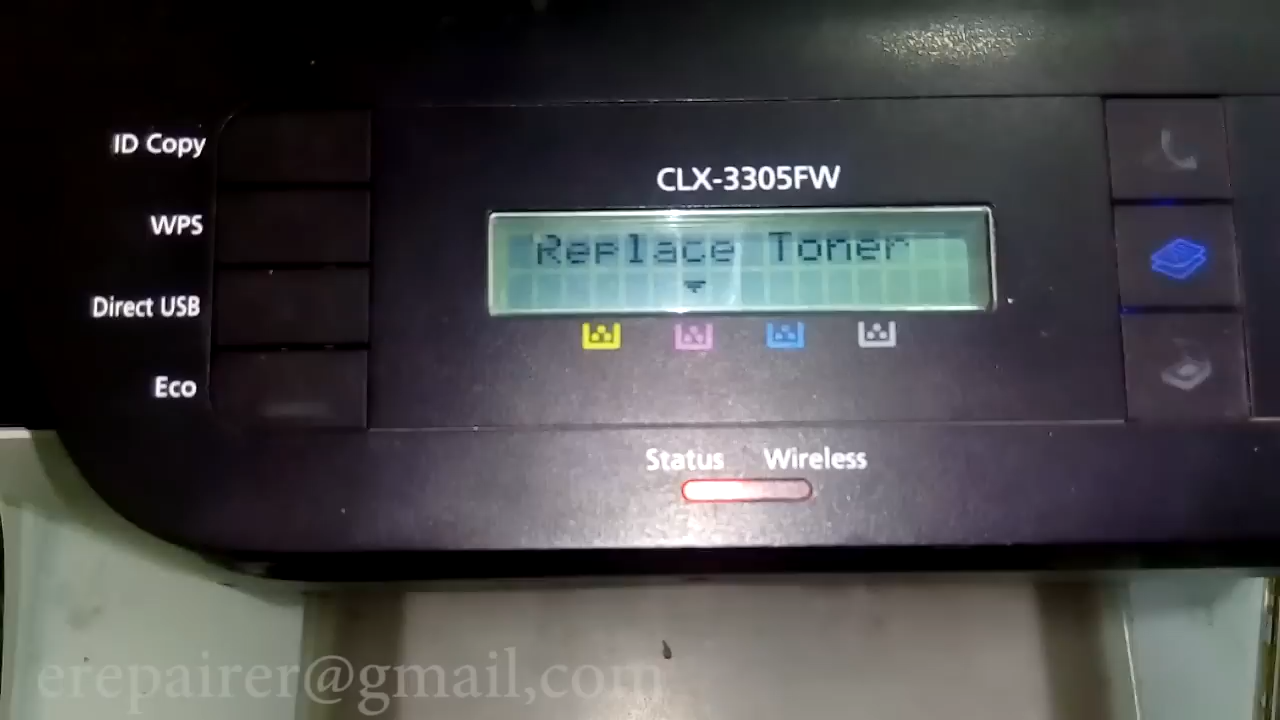 ID Copy
CLX-3305FW
WPS
Replace Toner
Direct USB
Eco
Status Wireless
erepairer@gmail,com